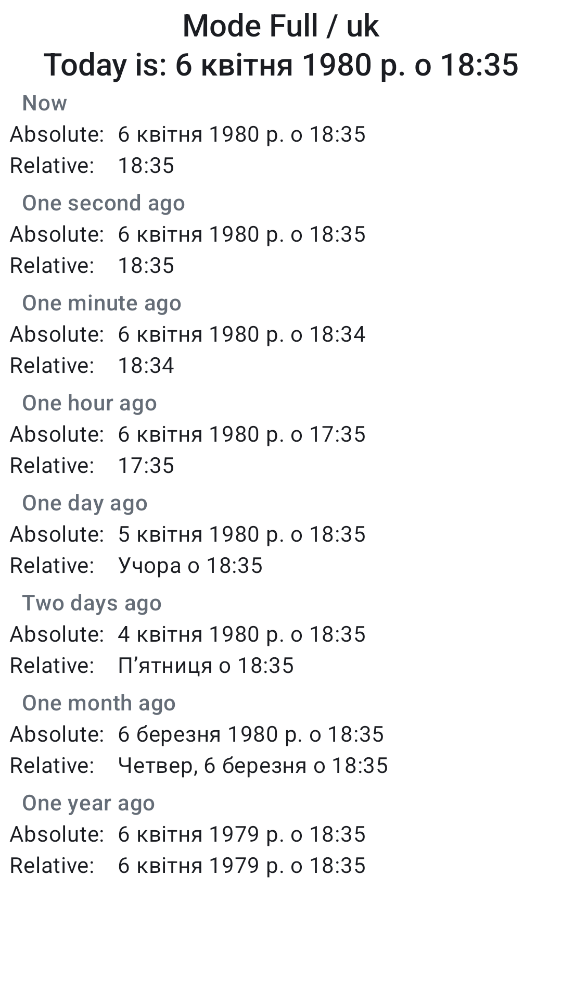 Mode Full / uk
Today is: 6 квітня 1980 р. о 18:35
Now
Absolute: 6 квітня 1980 р. о 18:35
Relative: 18:35
One second ago
Absolute: 6 квітня 1980 р. о 18:35
Relative: 18:35
One minute ago
Absolute: 6 квітня 1980 р. о 18:34
Relative: 18:34
One hour ago
Absolute: 6 квітня 1980 р. о 17:35
Relative: 17:35
One day ago
Absolute: 5 квітня 1980 р. о 18:35
Relative: Учора о 18:35
Two days ago
Absolute: 4 квітня 1980 р. о 18:35
Relative: Пʼятниця о 18:35
One month ago
Absolute: 6 березня 1980 р. о 18:35
Relative: Четвер, 6 березня о 18:35
One year ago
Absolute: 6 квітня 1979 р. о 18:35
Relative: 6 квітня 1979 р. о 18:35